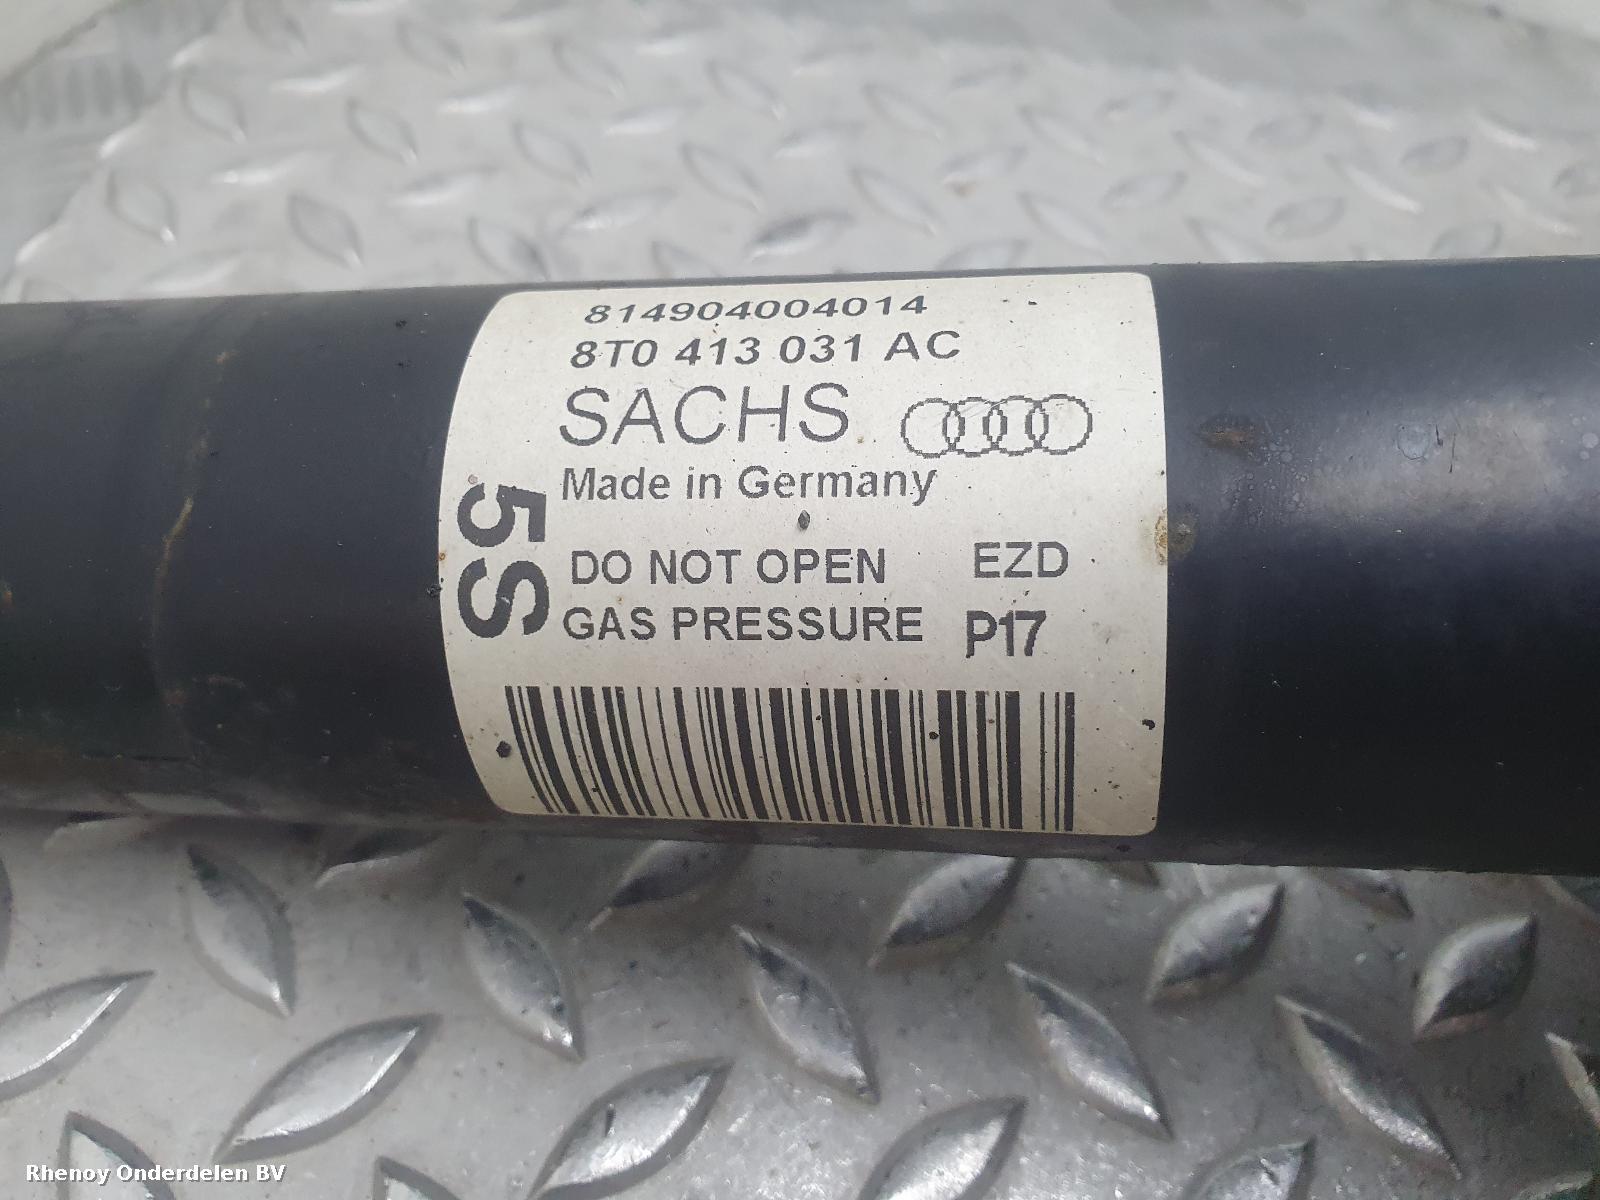 814904004014
8T0 413 031 AC
SACHS
Made in Germany
5S
DO NOT OPEN EZD
GAS PRESSURE P17
Rhenoy Onderdelen BV